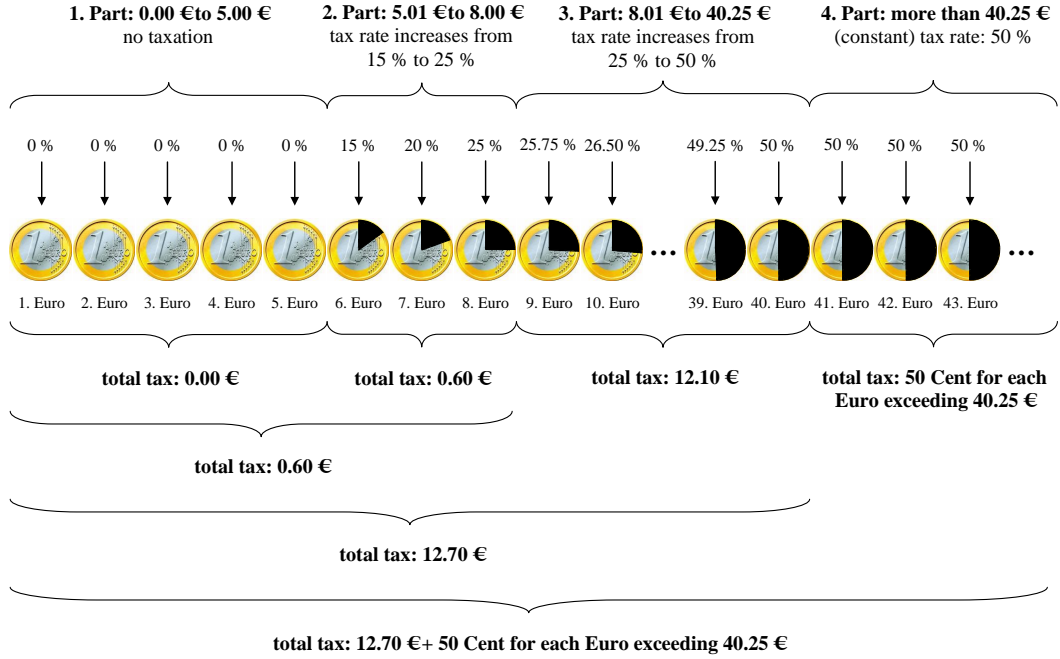 1. Part: 0.00 €to 5.00 €
no taxation
2. Part: 5.01 €to 8.00 €
tax rate increases from
15 % to 25 %
3. Part: 8.01 €to 40.25 €
tax rate increases from
25 % to 50 %
4. Part: more than 40.25 €
(constant) tax rate: 50 %
0 % 0 % 0 % 0 % 0 % 15 % 20 % 25 % 25.75 % 26.50 % 49.25 % 50 % 50 % 50 % 50 %
... ...
1. Euro 2. Euro 3. Euro 4. Euro 5. Euro 6. Euro 7. Euro 8. Euro 9. Euro 10. Euro 39. Euro 40. Euro 41. Euro 42. Euro 43. Euro
total tax: 0.00 €
total tax: 0.60 €
total tax: 12.10 €
total tax: 50 Cent for each
Euro exceeding 40.25 €
total tax: 0.60 €
total tax: 12.70 €
total tax: 12.70 €+ 50 Cent for each Euro exceeding 40.25 €